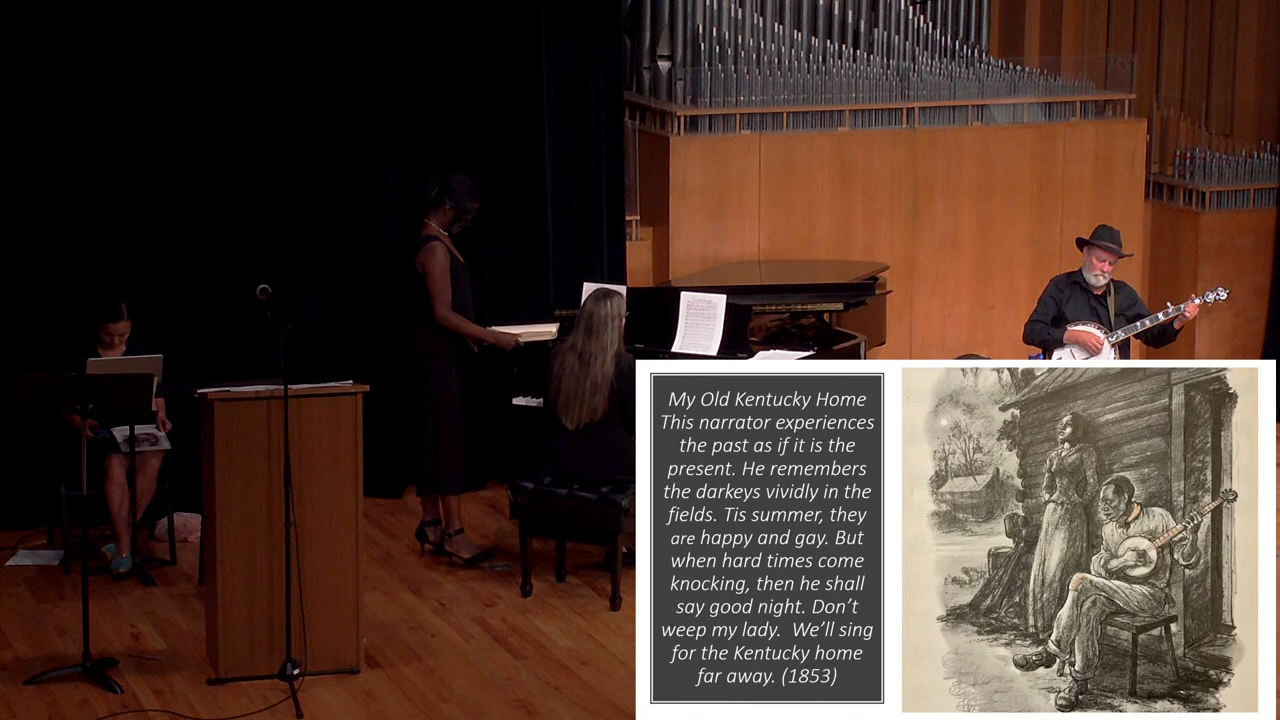 My Old Kentucky Home
This narrator experiences
the past as if it is the
present. He remembers
the darkeys vividly in the
fields. Tis summer, they
are happy and gay. But
when hard times come
knocking, then he shall
say good night. Don’t
weep my lady.  We’ll sing
for the Kentucky home
far away. (1853)